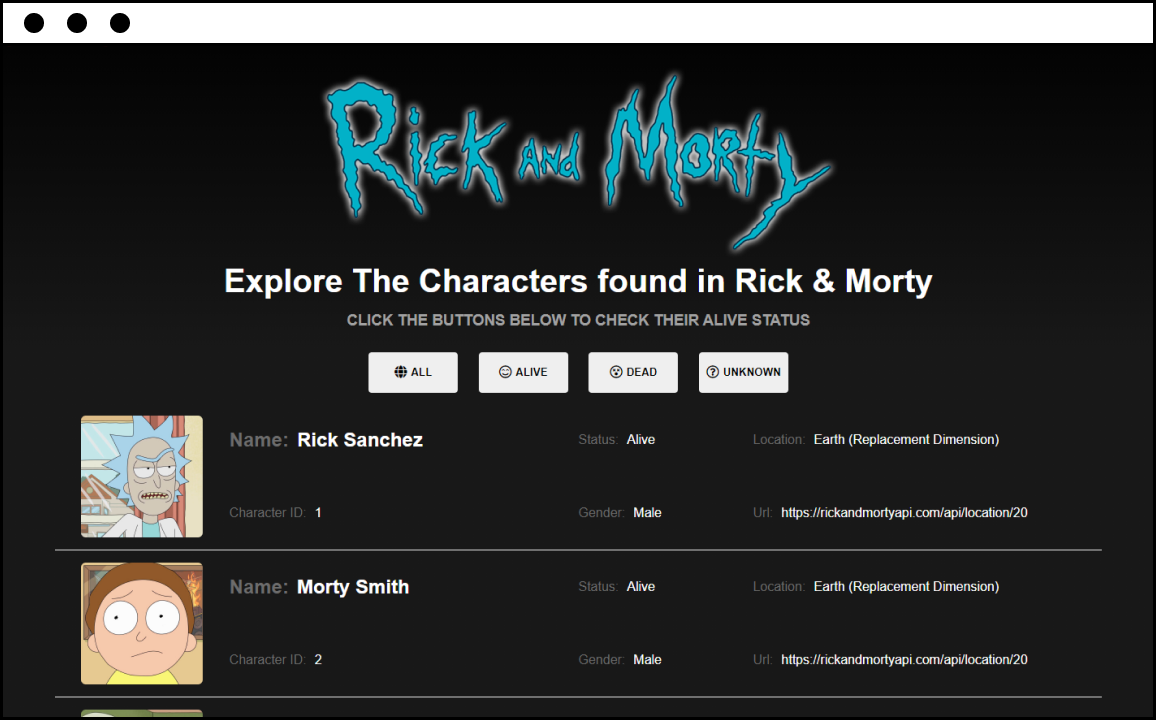 Rick and Morty
Explore The Characters found in Rick & Morty
CLICK THE BUTTONS BELOW TO CHECK THEIR ALIVE STATUS
ALL ALIVE DEAD UNKNOWN
Name: Rick Sanchez Status: Alive Location: Earth (Replacement Dimension)
Character ID: 1 Gender: Male Url: https://rickandmortyapi.com/api/location/20
Name: Morty Smith Status: Alive Location: Earth (Replacement Dimension)
Character ID: 2 Gender: Male Url: https://rickandmortyapi.com/api/location/20